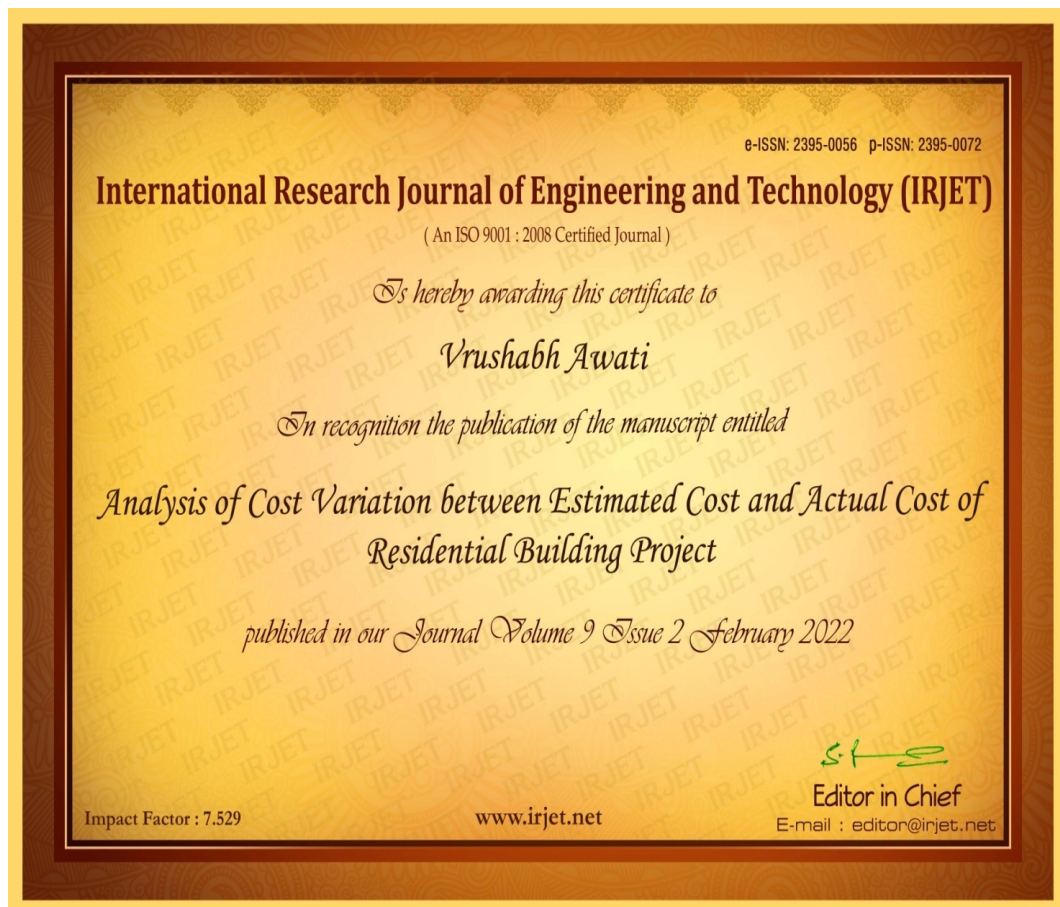 e-ISSN: 2395-0056 p-ISSN: 2395-0072
International Research Journal of Engineering and Technology (IRJET)
( An ISO 9001 : 2008 Certified Journal )
Is hereby awarding this certificate to
Vrushabh Awati
In recognition the publication of the manuscript entitled
Analysis of Cost Variation between Estimated Cost and Actual Cost of
Residential Building Project
published in our Journal Volume 9 Issue 2 February 2022
Editor in Chief
Impact Factor : 7.529
www.irjet.net
E-mail : editor@irjet.net